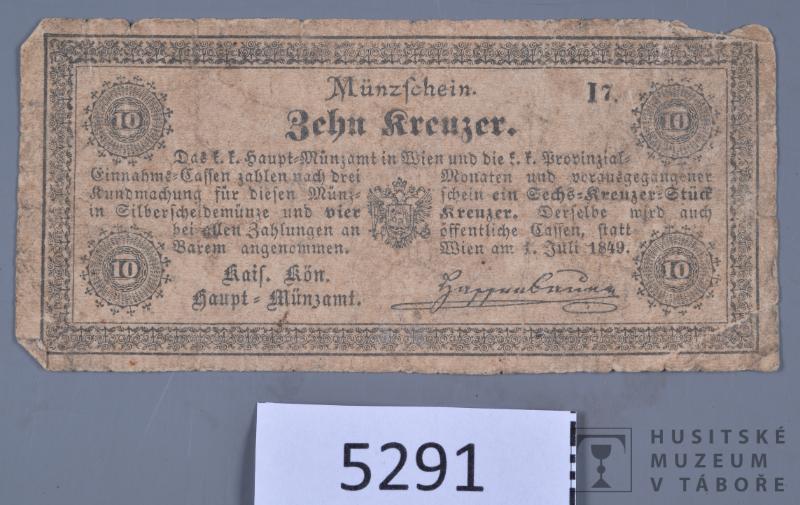 Münzschein.
I7.
Zehn Kreuzer.
10
10
Das k. k. Haupt-Münzamt in Wien und die k. k. Provinzial-
Einnahms-Cassen zahlen nach drei Monaten und vorausgegangener
Kundmachung für diesen Münz-schein ein Sechs-Kreuzer-Stück
in Silberscheidemünze und vier Kreuzer. Derselbe wird auch
bei allen Zahlungen an öffentliche Cassen, statt
Barem angenommen. Wien am 1. Juli 1849.
10
10
Kais. Kön.
Haupt-Münzamt.
5291
HUSITSKÉ
MUZEUM
V TÁBOŘE